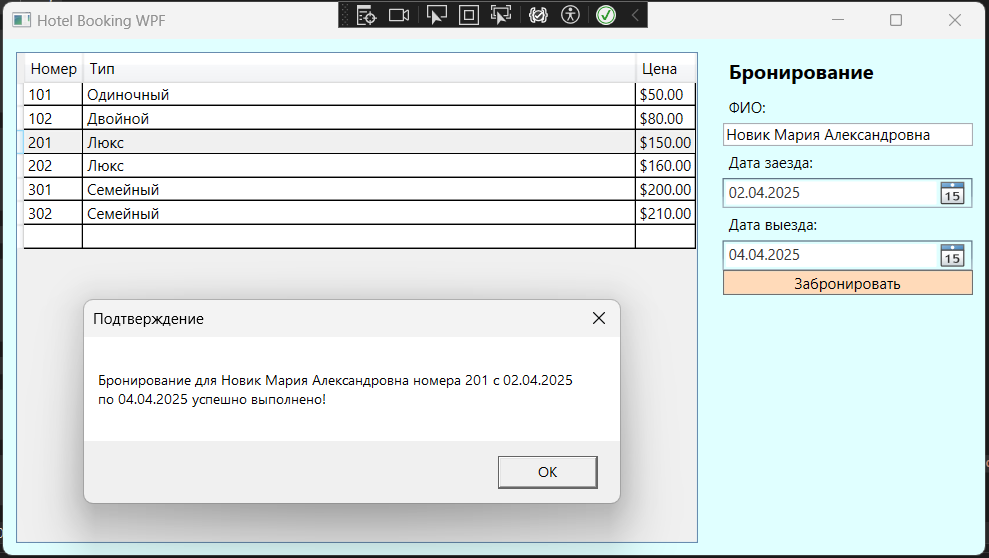 Hotel Booking WPF
Номер Тип Цена
101 Одиночный $50.00
102 Двойной $80.00
201 Люкс $150.00
202 Люкс $160.00
301 Семейный $200.00
302 Семейный $210.00
Бронирование
ФИО:
Новик Мария Александровна
Дата заезда:
02.04.2025 15
Дата выезда:
04.04.2025 15
Забронировать
Подтверждение
Бронирование для Новик Мария Александровна номера 201 с 02.04.2025
по 04.04.2025 успешно выполнено!
ОК